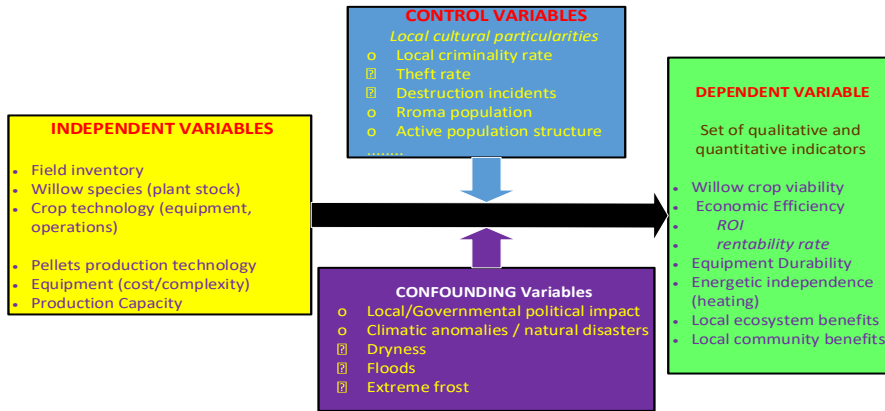 CONTROL VARIABLES
Local cultural particularities
o Local criminality rate
⍰ Theft rate
⍰ Destruction incidents
o Rroma population
o Active population structure
........
INDEPENDENT VARIABLES
• Field inventory
• Willow species (plant stock)
• Crop technology (equipment,
operations)
• Pellets production technology
• Equipment (cost/complexity)
• Production Capacity
CONFOUNDING Variables
o Local/Governmental political impact
o Climatic anomalies / natural disasters
⍰ Dryness
⍰ Floods
⍰ Extreme frost
DEPENDENT VARIABLE
Set of qualitative and
quantitative indicators
• Willow crop viability
• Economic Efficiency
• ROI
• rentability rate
• Equipment Durability
• Energetic independence
(heating)
• Local ecosystem benefits
• Local community benefits